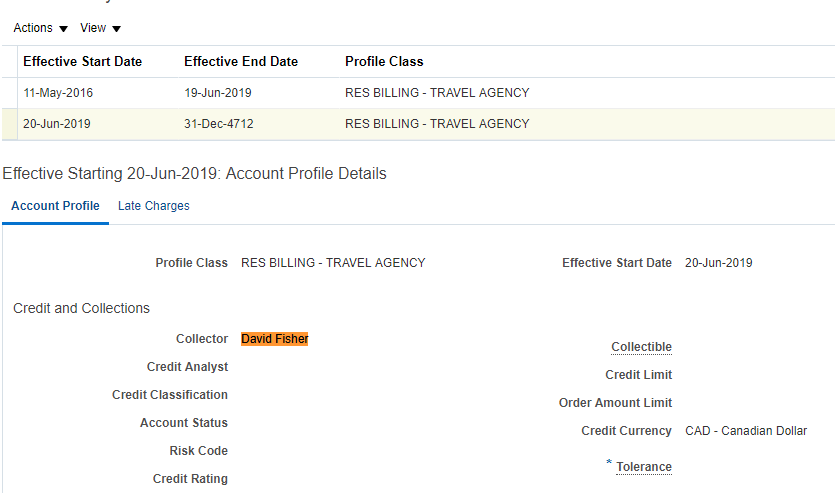 Actions View
Effective Start Date Effective End Date Profile Class
11-May-2016 19-Jun-2019 RES BILLING - TRAVEL AGENCY
20-Jun-2019 31-Dec-4712 RES BILLING - TRAVEL AGENCY
Effective Starting 20-Jun-2019: Account Profile Details
Account Profile Late Charges
Profile Class RES BILLING - TRAVEL AGENCY Effective Start Date 20-Jun-2019
Credit and Collections
Collector David Fisher
Collectible
Credit Analyst
Credit Limit
Credit Classification
Order Amount Limit
Account Status
Credit Currency CAD - Canadian Dollar
Risk Code
* Tolerance
Credit Rating